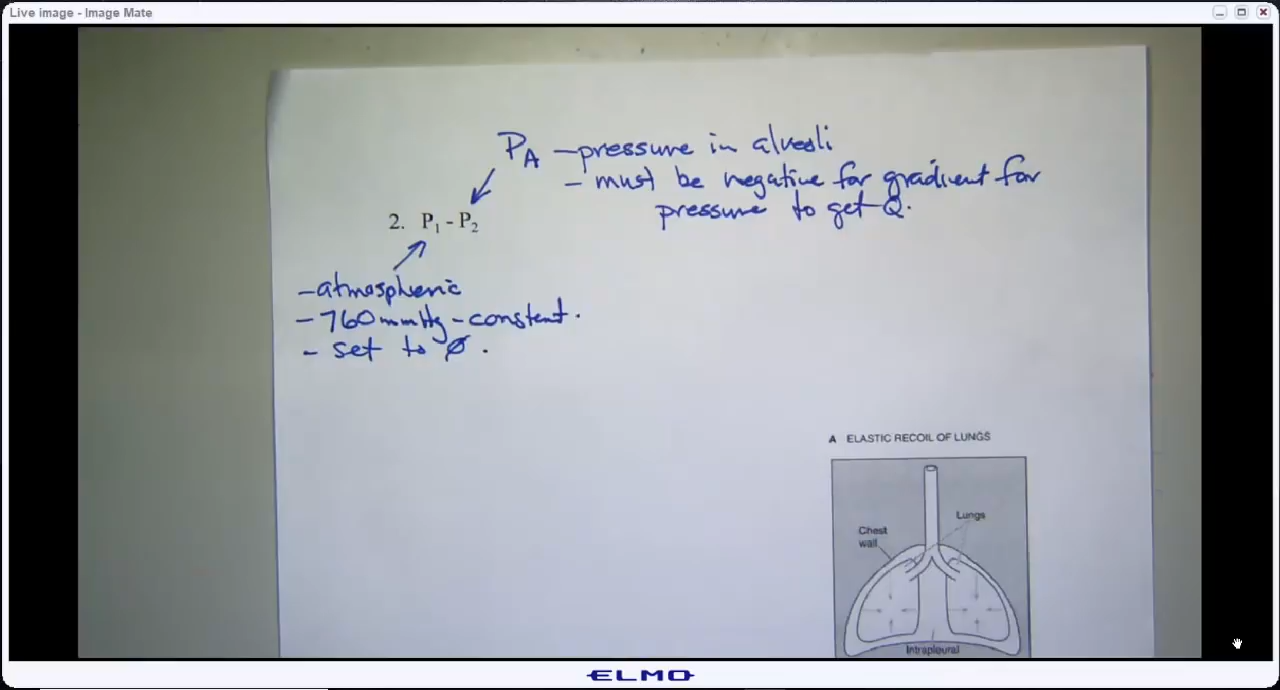 Live image - Image Mate
P_A – pressure in alveoli
– must be negative for gradient for
pressure to get Q.
2. P₁ - P₂
– atmospheric
– 760 mmHg – constant.
– set to Ø.
A ELASTIC RECOIL OF LUNGS
Lungs
Chest
wall
Intrapleural
ELMO